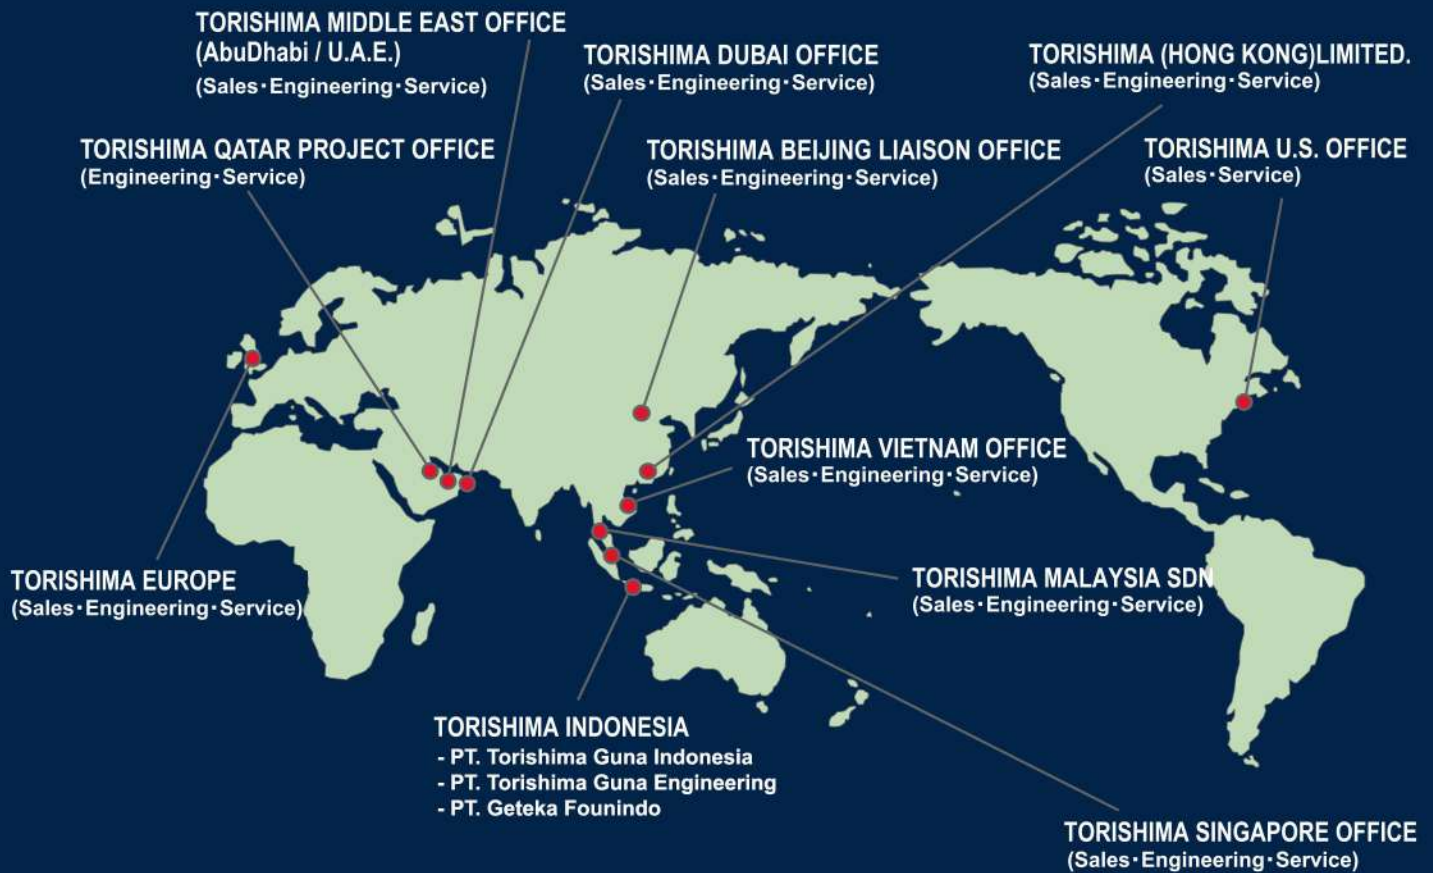 TORISHIMA MIDDLE EAST OFFICE
(AbuDhabi / U.A.E.)
(Sales・Engineering・Service)
TORISHIMA DUBAI OFFICE
(Sales・Engineering・Service)
TORISHIMA (HONG KONG)LIMITED.
(Sales・Engineering・Service)
TORISHIMA QATAR PROJECT OFFICE
(Engineering・Service)
TORISHIMA BEIJING LIAISON OFFICE
(Sales・Engineering・Service)
TORISHIMA U.S. OFFICE
(Sales・Service)
TORISHIMA VIETNAM OFFICE
(Sales・Engineering・Service)
TORISHIMA EUROPE
(Sales・Engineering・Service)
TORISHIMA MALAYSIA SDN
(Sales・Engineering・Service)
TORISHIMA INDONESIA
- PT. Torishima Guna Indonesia
- PT. Torishima Guna Engineering
- PT. Geteka Founindo
TORISHIMA SINGAPORE OFFICE
(Sales・Engineering・Service)